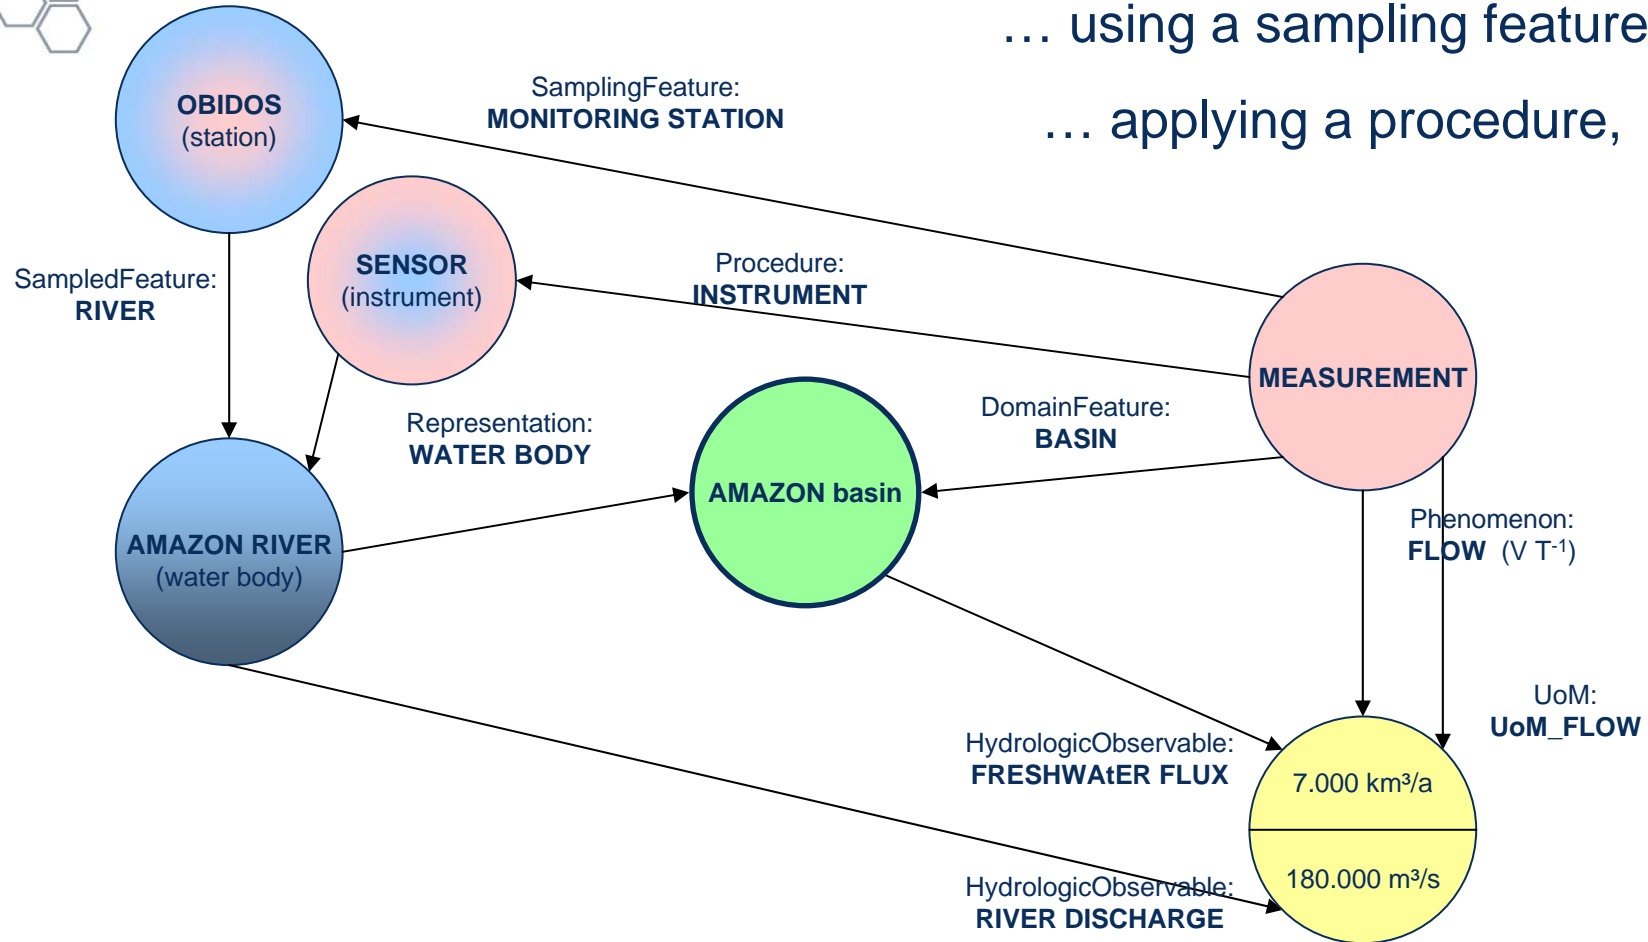 … using a sampling feature
… applying a procedure,
SamplingFeature:
MONITORING STATION
OBIDOS
(station)
SampledFeature:
RIVER
SENSOR
(instrument)
Procedure:
INSTRUMENT
MEASUREMENT
Representation:
WATER BODY
DomainFeature:
BASIN
AMAZON basin
AMAZON RIVER
(water body)
Phenomenon:
FLOW (V T⁻¹)
UoM:
UoM_FLOW
HydrologicObservable:
FRESHWAtER FLUX
7.000 km³/a
180.000 m³/s
HydrologicObservable:
RIVER DISCHARGE